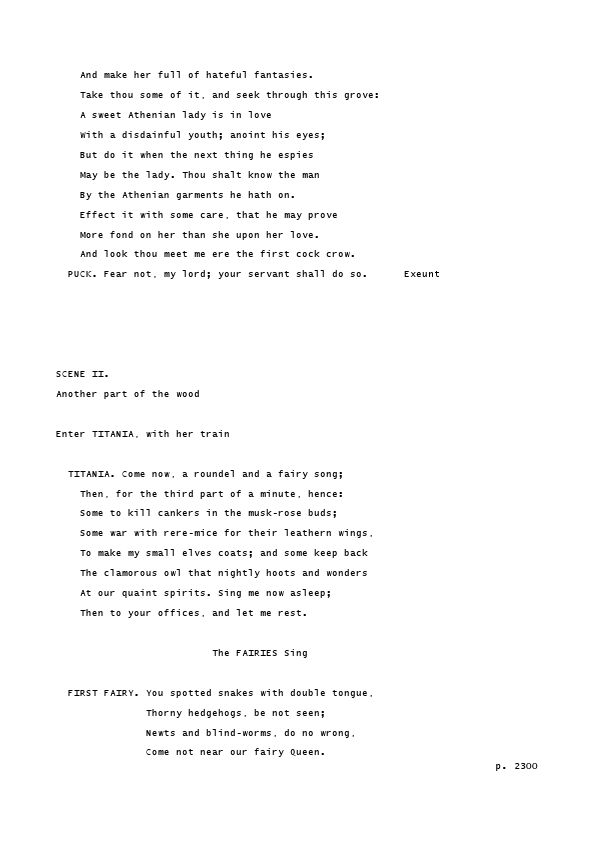 And make her full of hateful fantasies.
Take thou some of it, and seek through this grove:
A sweet Athenian lady is in love
With a disdainful youth; anoint his eyes;
But do it when the next thing he espies
May be the lady. Thou shalt know the man
By the Athenian garments he hath on.
Effect it with some care, that he may prove
More fond on her than she upon her love.
And look thou meet me ere the first cock crow.
PUCK. Fear not, my lord; your servant shall do so. Exeunt
SCENE II.
Another part of the wood
Enter TITANIA, with her train
TITANIA. Come now, a roundel and a fairy song;
Then, for the third part of a minute, hence:
Some to kill cankers in the musk-rose buds;
Some war with rere-mice for their leathern wings,
To make my small elves coats; and some keep back
The clamorous owl that nightly hoots and wonders
At our quaint spirits. Sing me now asleep;
Then to your offices, and let me rest.
The FAIRIES Sing
FIRST FAIRY. You spotted snakes with double tongue,
Thorny hedgehogs, be not seen;
Newts and blind-worms, do no wrong,
Come not near our fairy Queen.
p. 2300